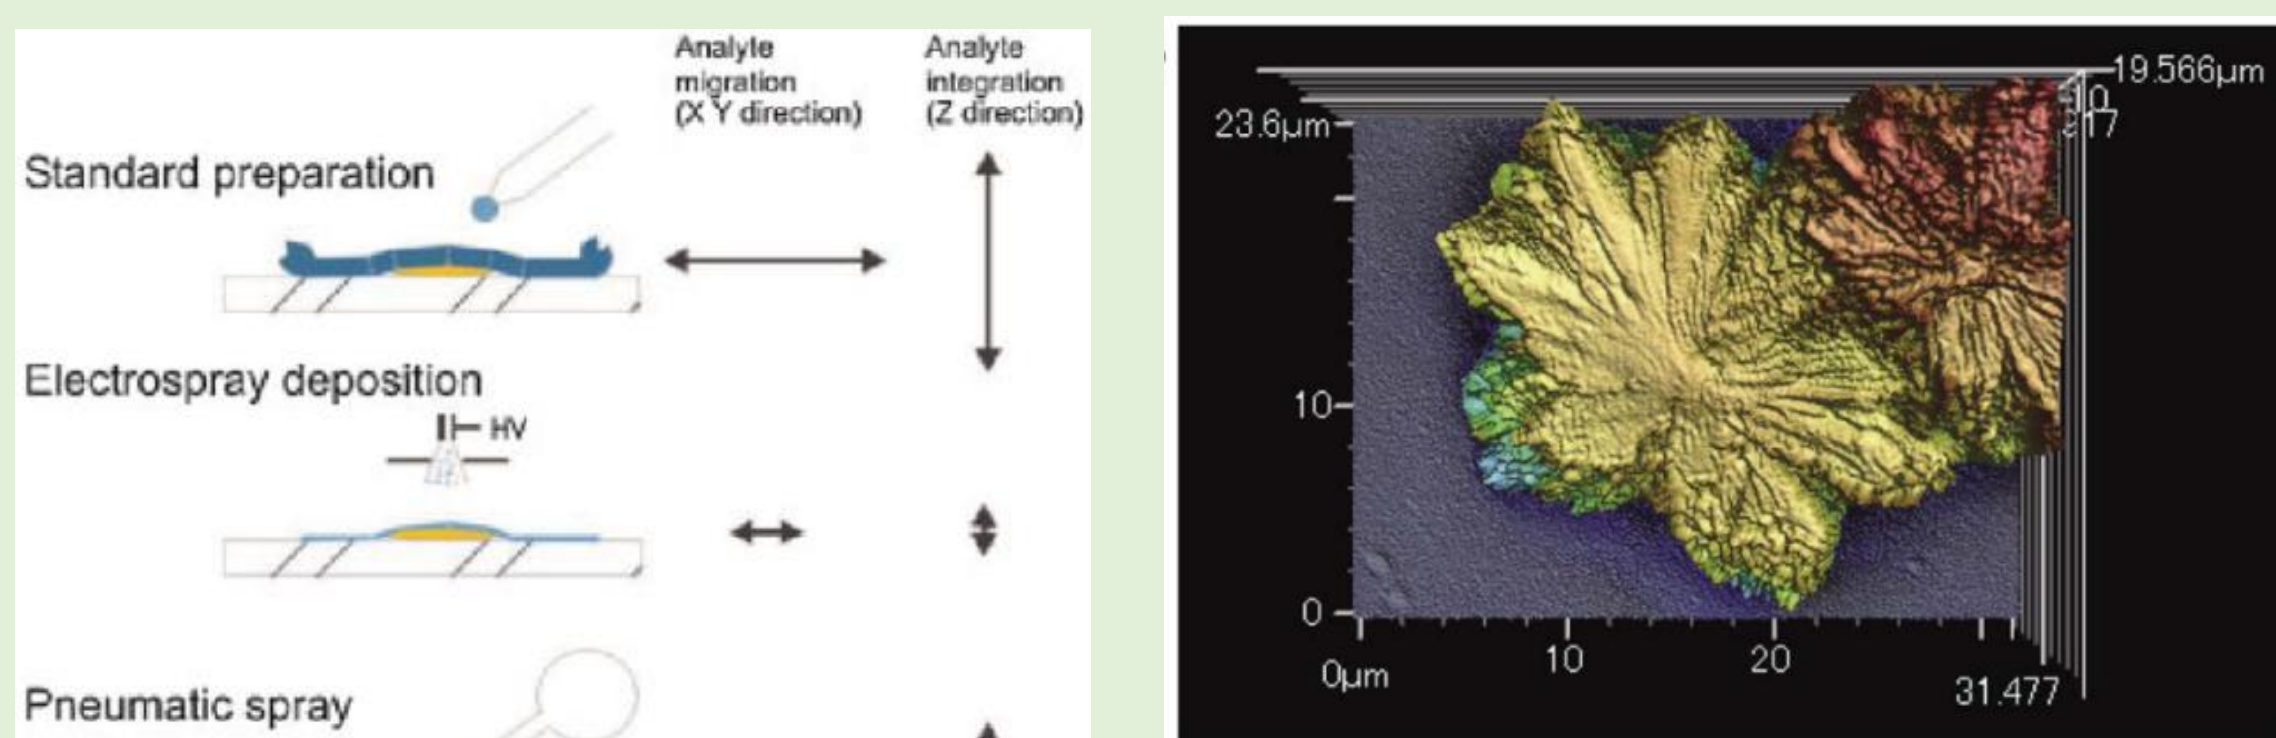 Analyte
migration
(X Y direction)
Analyte
integration
(Z direction)
Standard preparation
Electrospray deposition
HV
Pneumatic spray
19.566µm
10
23.6µm
10
0
0µm
10
20
31.477